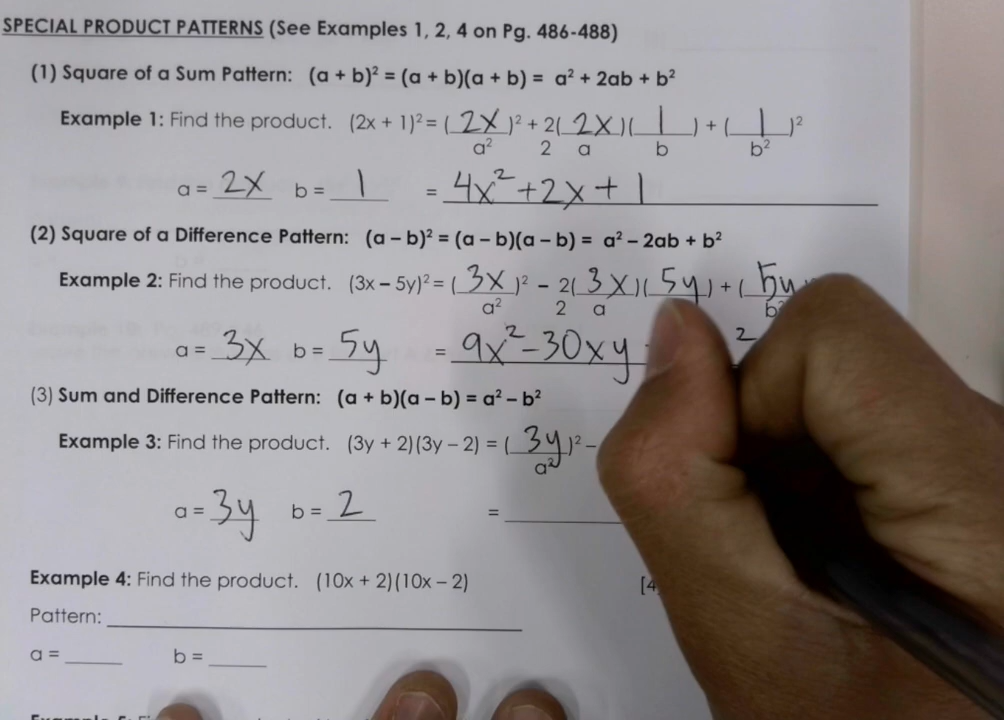 SPECIAL PRODUCT PATTERNS (See Examples 1, 2, 4 on Pg. 486-488)
(1) Square of a Sum Pattern: (a + b)² = (a + b)(a + b) = a² + 2ab + b²
Example 1: Find the product. (2x + 1)² = ( 2x )² + 2( 2x )( 1 ) + ( 1 )²
a² 2 a b b²
a = 2x b = 1 = 4x² + 2x + 1
(2) Square of a Difference Pattern: (a – b)² = (a – b)(a – b) = a² – 2ab + b²
Example 2: Find the product. (3x – 5y)² = ( 3x )² – 2( 3x )( 5y ) + ( 5y
a² 2 a b²
a = 3x b = 5y = 9x² - 30xy 2
(3) Sum and Difference Pattern: (a + b)(a – b) = a² – b²
Example 3: Find the product. (3y + 2)(3y – 2) = ( 3y )² –
a²
a = 3y b = 2 =
Example 4: Find the product. (10x + 2)(10x – 2) [4
Pattern:
a = b =